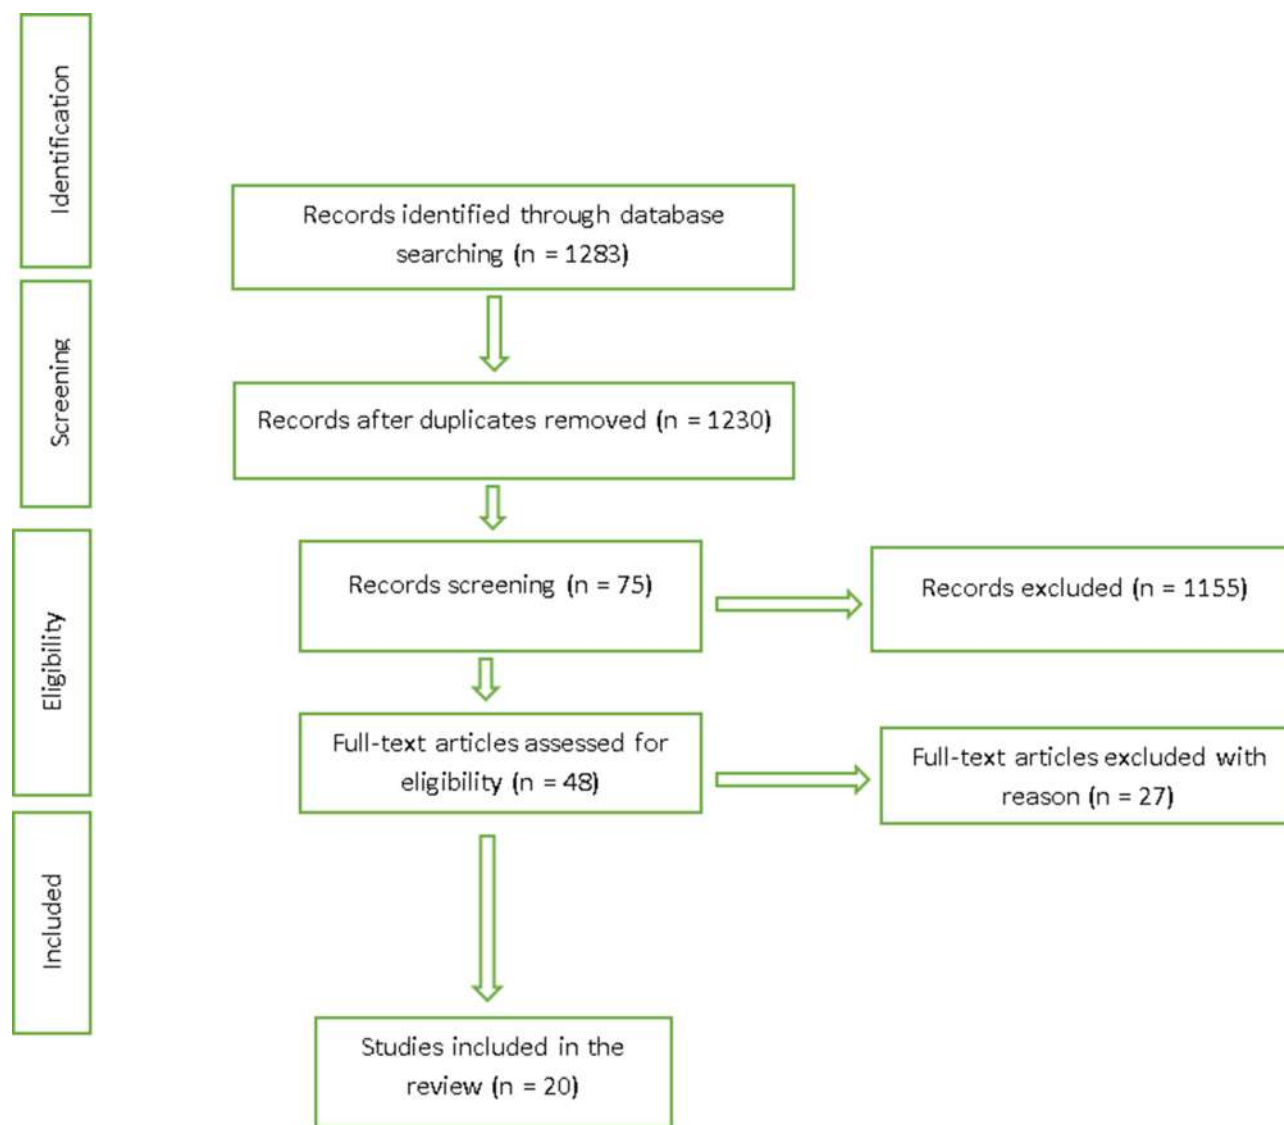 Identification
Records identified through database
searching (n = 1283)
Screening
Records after duplicates removed (n = 1230)
Eligibility
Records screening (n = 75)
Records excluded (n = 1155)
Full-text articles assessed for
eligibility (n = 48)
Full-text articles excluded with
reason (n = 27)
Included
Studies included in the
review (n = 20)